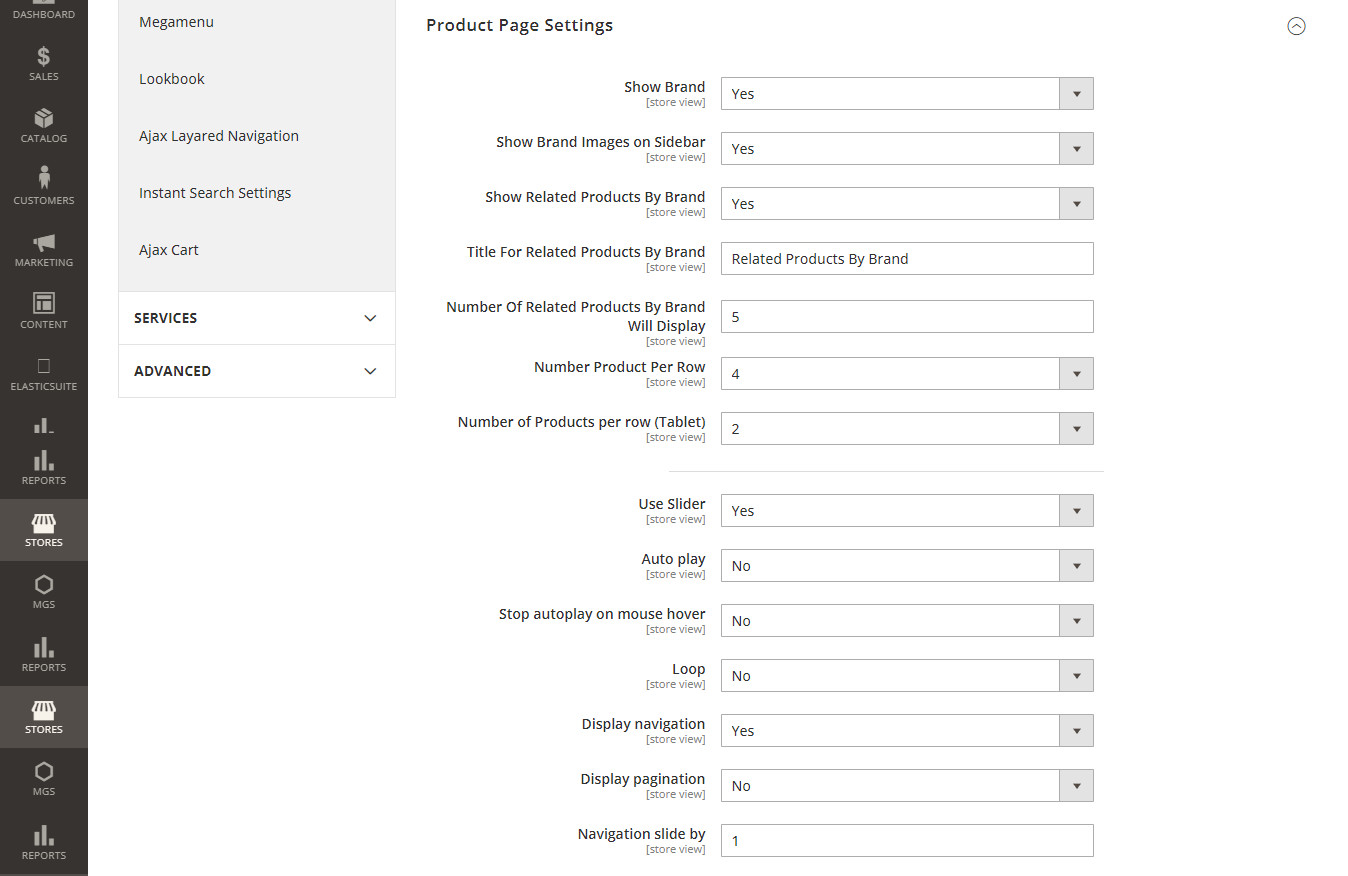 DASHBOARD
SALES
CATALOG
CUSTOMERS
MARKETING
CONTENT
ELASTICSUITE
REPORTS
STORES
MGS
REPORTS
STORES
MGS
REPORTS
Megamenu
Lookbook
Ajax Layared Navigation
Instant Search Settings
Ajax Cart
SERVICES
ADVANCED
Product Page Settings
Show Brand
[store view]
Yes
Show Brand Images on Sidebar
[store view]
Yes
Show Related Products By Brand
[store view]
Yes
Title For Related Products By Brand
[store view]
Related Products By Brand
Number Of Related Products By Brand
Will Display
[store view]
5
Number Product Per Row
[store view]
4
Number of Products per row (Tablet)
[store view]
2
Use Slider
[store view]
Yes
Auto play
[store view]
No
Stop autoplay on mouse hover
[store view]
No
Loop
[store view]
No
Display navigation
[store view]
Yes
Display pagination
[store view]
No
Navigation slide by
[store view]
1